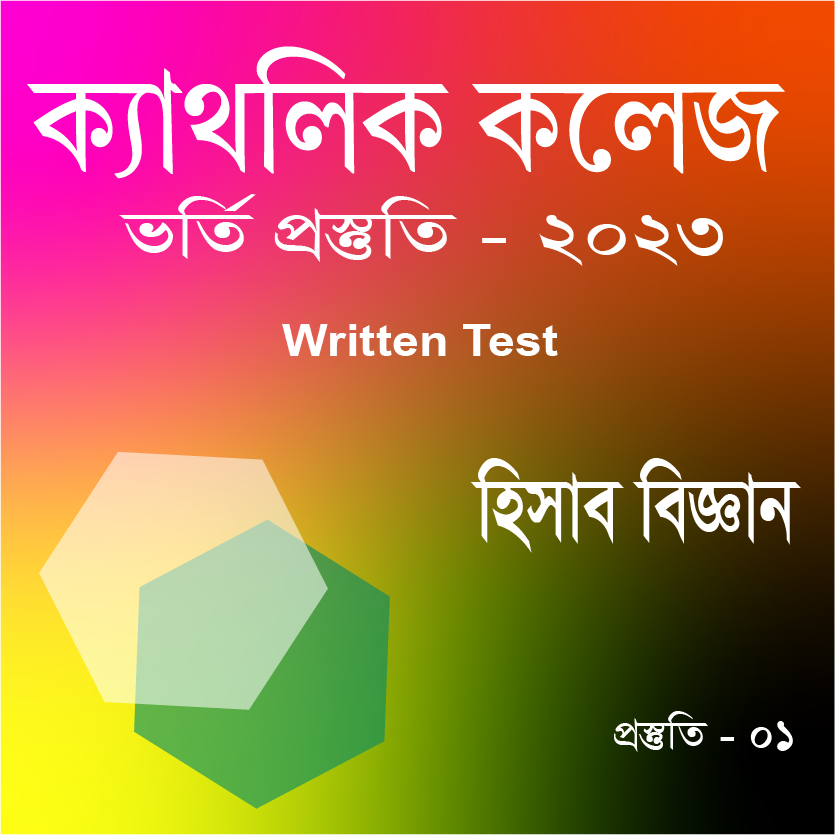 ক্যাথলিক কলেজ
ভর্তি প্রস্তুতি - ২০২৩
Written Test
হিসাব বিজ্ঞান
প্রস্তুতি - ০১